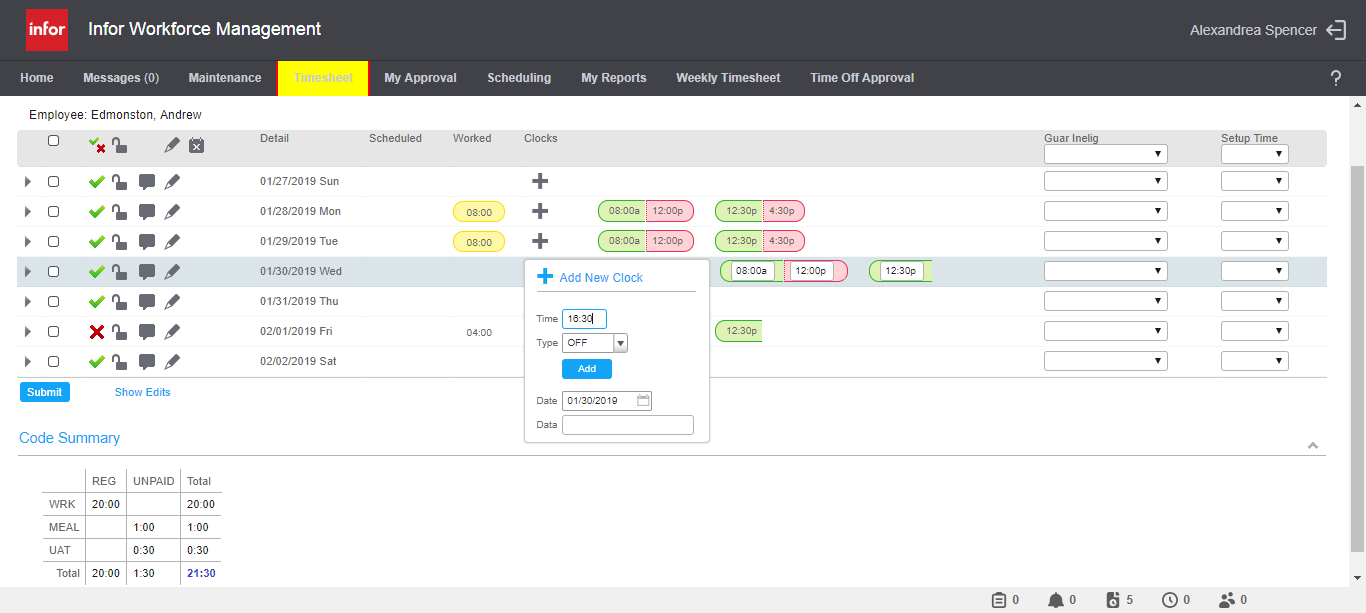 infor Infor Workforce Management Alexandrea Spencer
Home Messages (0) Maintenance Timesheet My Approval Scheduling My Reports Weekly Timesheet Time Off Approval ?
Employee: Edmonston, Andrew
Detail Scheduled Worked Clocks Guar Inelig Setup Time
01/27/2019 Sun
01/28/2019 Mon 08:00 08:00a 12:00p 12:30p 4:30p
01/29/2019 Tue 08:00 08:00a 12:00p 12:30p 4:30p
01/30/2019 Wed 08:00a 12:00p 12:30p
Add New Clock
01/31/2019 Thu
Time 16:30
02/01/2019 Fri 04:00 12:30p
Type OFF
02/02/2019 Sat
Add
Submit Show Edits
Date 01/30/2019
Data
Code Summary
REG UNPAID Total
WRK 20:00 20:00
MEAL 1:00 1:00
UAT 0:30 0:30
Total 20:00 1:30 21:30
0 0 5 0 0